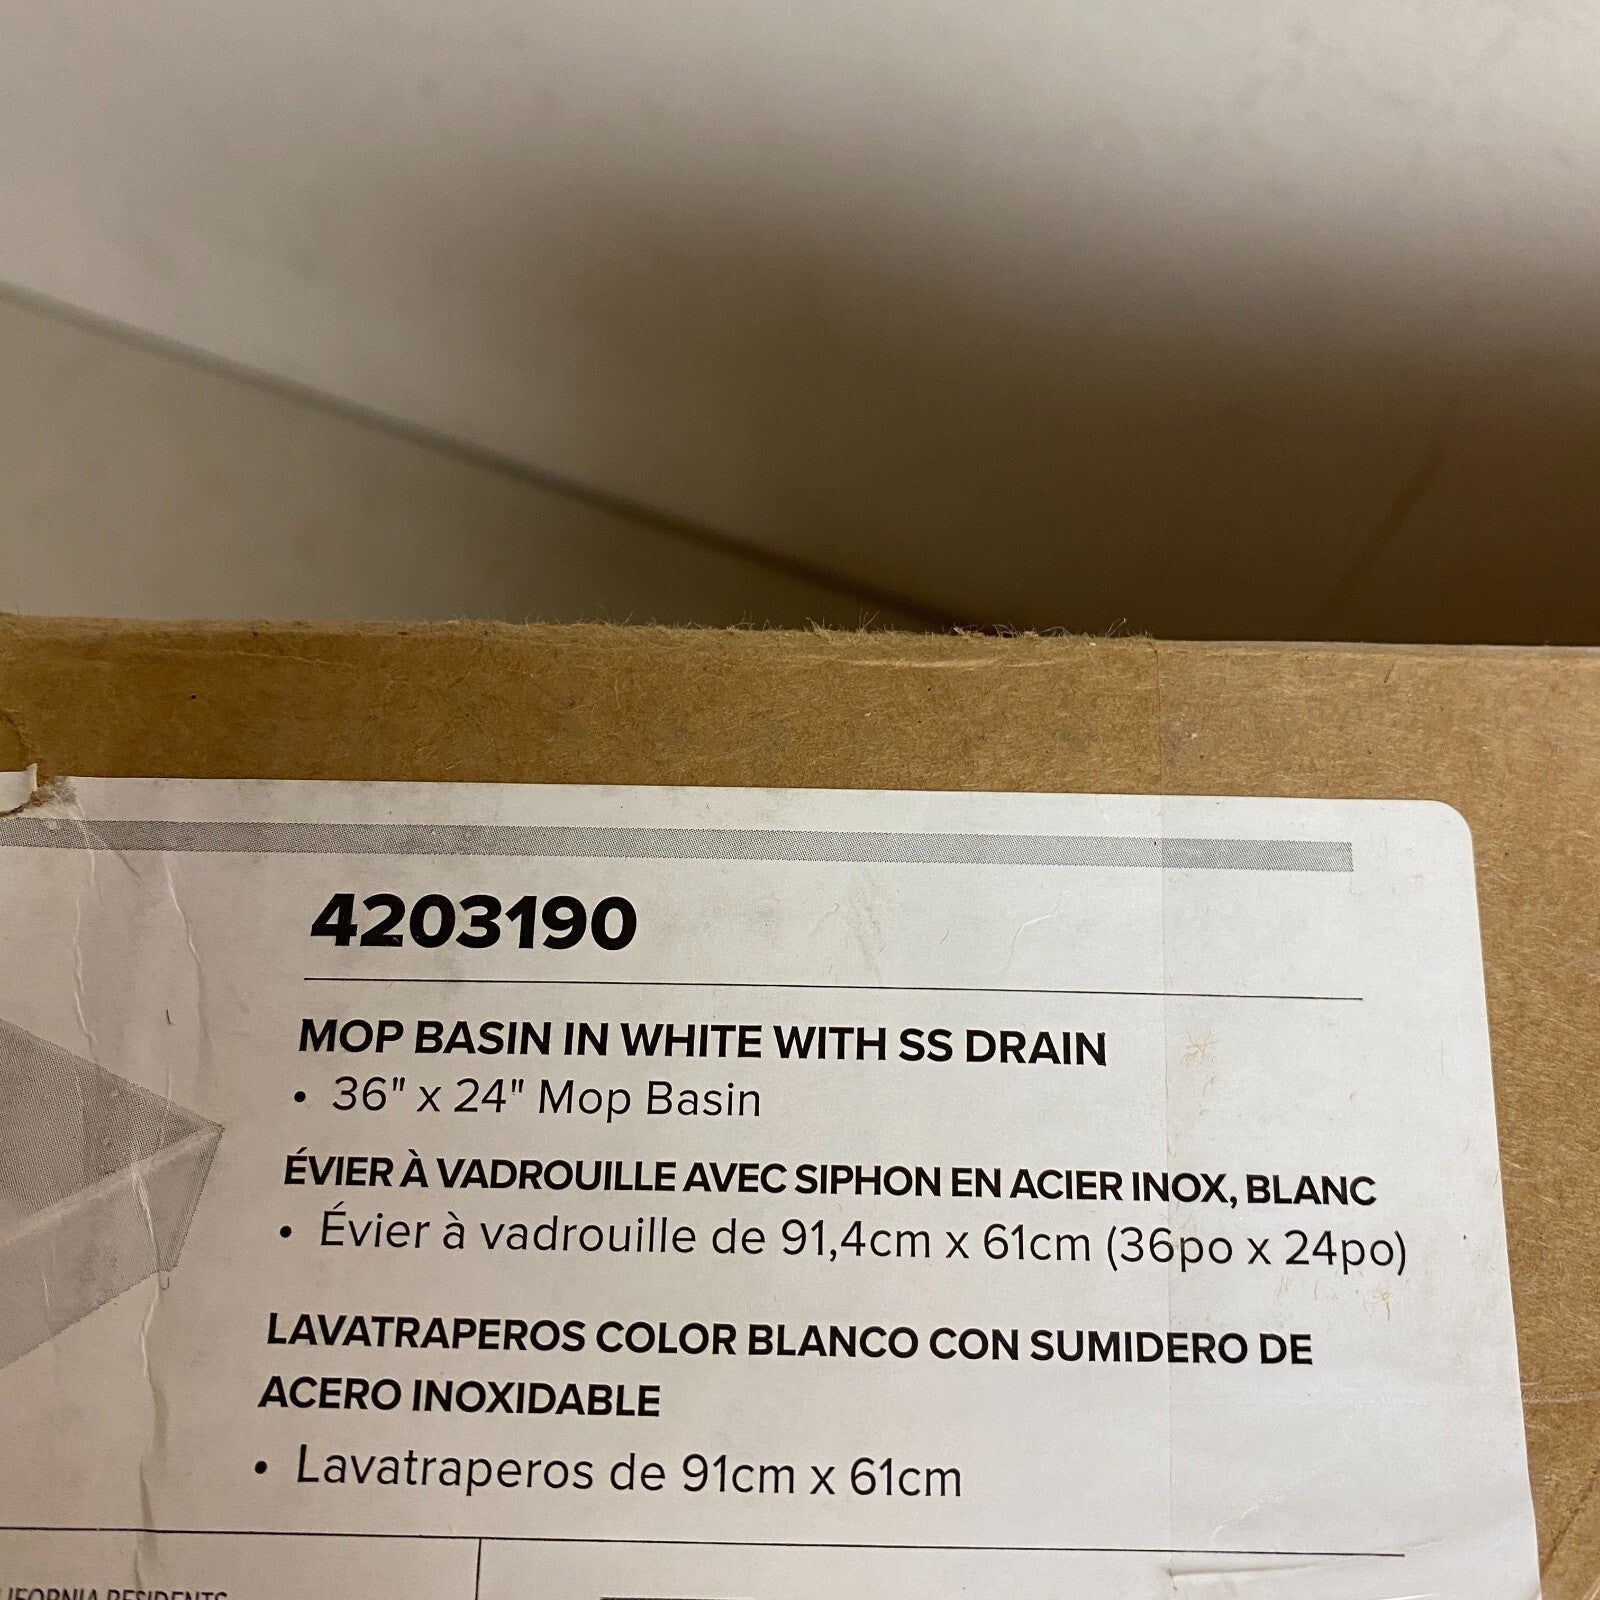 4203190
MOP BASIN IN WHITE WITH SS DRAIN
• 36" x 24" Mop Basin
ÉVIER À VADROUILLE AVEC SIPHON EN ACIER INOX, BLANC
• Évier à vadrouille de 91,4cm x 61cm (36po x 24po)
LAVATRAPEROS COLOR BLANCO CON SUMIDERO DE
ACERO INOXIDABLE
• Lavatraperos de 91cm x 61cm
RESIDENTS